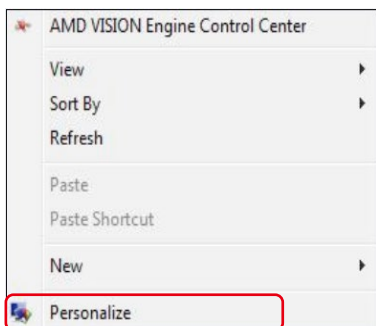 AMD VISION Engine Control Center
View
Sort By
Refresh
Paste
Paste Shortcut
New
Personalize